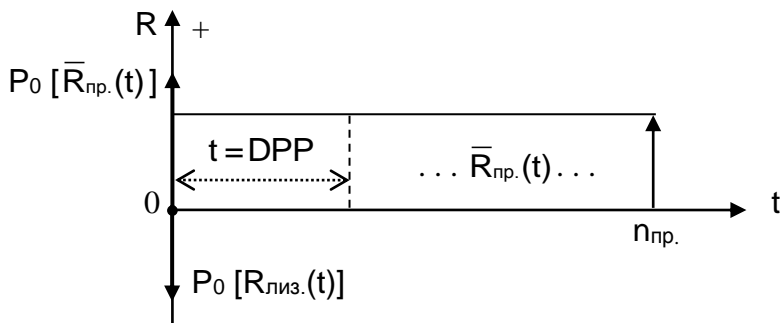 R +
P₀ [R̅пр.(t)]
t = DPP
... R̅пр.(t) ...
0
t
nпр.
P₀ [Rлиз.(t)]